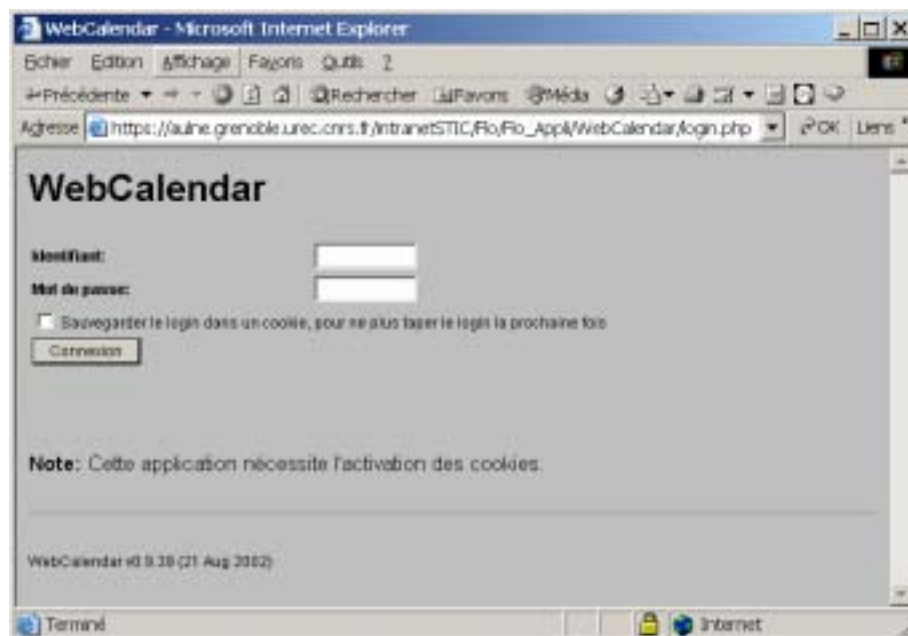 WebCalendar - Microsoft Internet Explorer
Fichier Edition Affichage Favoris Outils ?
Précédente Rechercher Favoris Média
Adresse https://aulne.grenoble.urec.cnrs.fr/intranetSTIC/Flo/Flo_Appli/WebCalendar/login.php OK Liens
WebCalendar
Identifiant:
Mot de passe:
Sauvegarder le login dans un cookie, pour ne plus taper le login la prochaine fois
Connexion
Note: Cette application nécessite l'activation des cookies.
WebCalendar (21 Aug 2002)
Terminé Internet